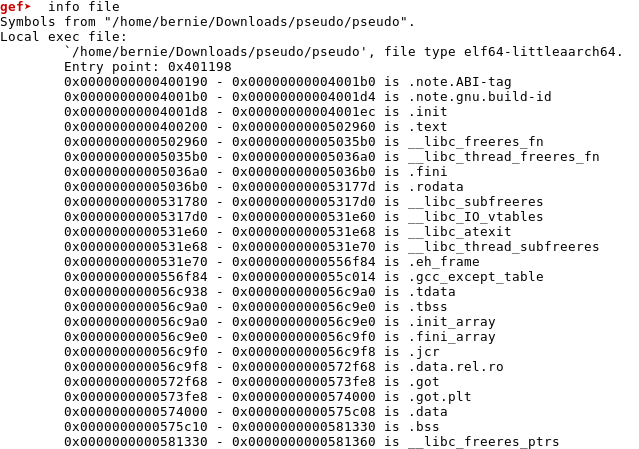 gef➤  info file
Symbols from "/home/bernie/Downloads/pseudo/pseudo".
Local exec file:
        `/home/bernie/Downloads/pseudo/pseudo', file type elf64-littleaarch64.
        Entry point: 0x401198
        0x0000000000400190 - 0x00000000004001b0 is .note.ABI-tag
        0x00000000004001b0 - 0x00000000004001d4 is .note.gnu.build-id
        0x00000000004001d8 - 0x00000000004001ec is .init
        0x0000000000400200 - 0x0000000000502960 is .text
        0x0000000000502960 - 0x00000000005035b0 is __libc_freeres_fn
        0x00000000005035b0 - 0x00000000005036a0 is __libc_thread_freeres_fn
        0x00000000005036a0 - 0x00000000005036b0 is .fini
        0x00000000005036b0 - 0x000000000053177d is .rodata
        0x0000000000531780 - 0x00000000005317d0 is __libc_subfreeres
        0x00000000005317d0 - 0x0000000000531e60 is __libc_IO_vtables
        0x0000000000531e60 - 0x0000000000531e68 is __libc_atexit
        0x0000000000531e68 - 0x0000000000531e70 is __libc_thread_subfreeres
        0x0000000000531e70 - 0x0000000000556f84 is .eh_frame
        0x0000000000556f84 - 0x000000000055c014 is .gcc_except_table
        0x000000000056c938 - 0x000000000056c9a0 is .tdata
        0x000000000056c9a0 - 0x000000000056c9e0 is .tbss
        0x000000000056c9a0 - 0x000000000056c9e0 is .init_array
        0x000000000056c9e0 - 0x000000000056c9f0 is .fini_array
        0x000000000056c9f0 - 0x000000000056c9f8 is .jcr
        0x000000000056c9f8 - 0x0000000000572f68 is .data.rel.ro
        0x0000000000572f68 - 0x0000000000573fe8 is .got
        0x0000000000573fe8 - 0x0000000000574000 is .got.plt
        0x0000000000574000 - 0x0000000000575c08 is .data
        0x0000000000575c10 - 0x0000000000581330 is .bss
        0x0000000000581330 - 0x0000000000581360 is __libc_freeres_ptrs